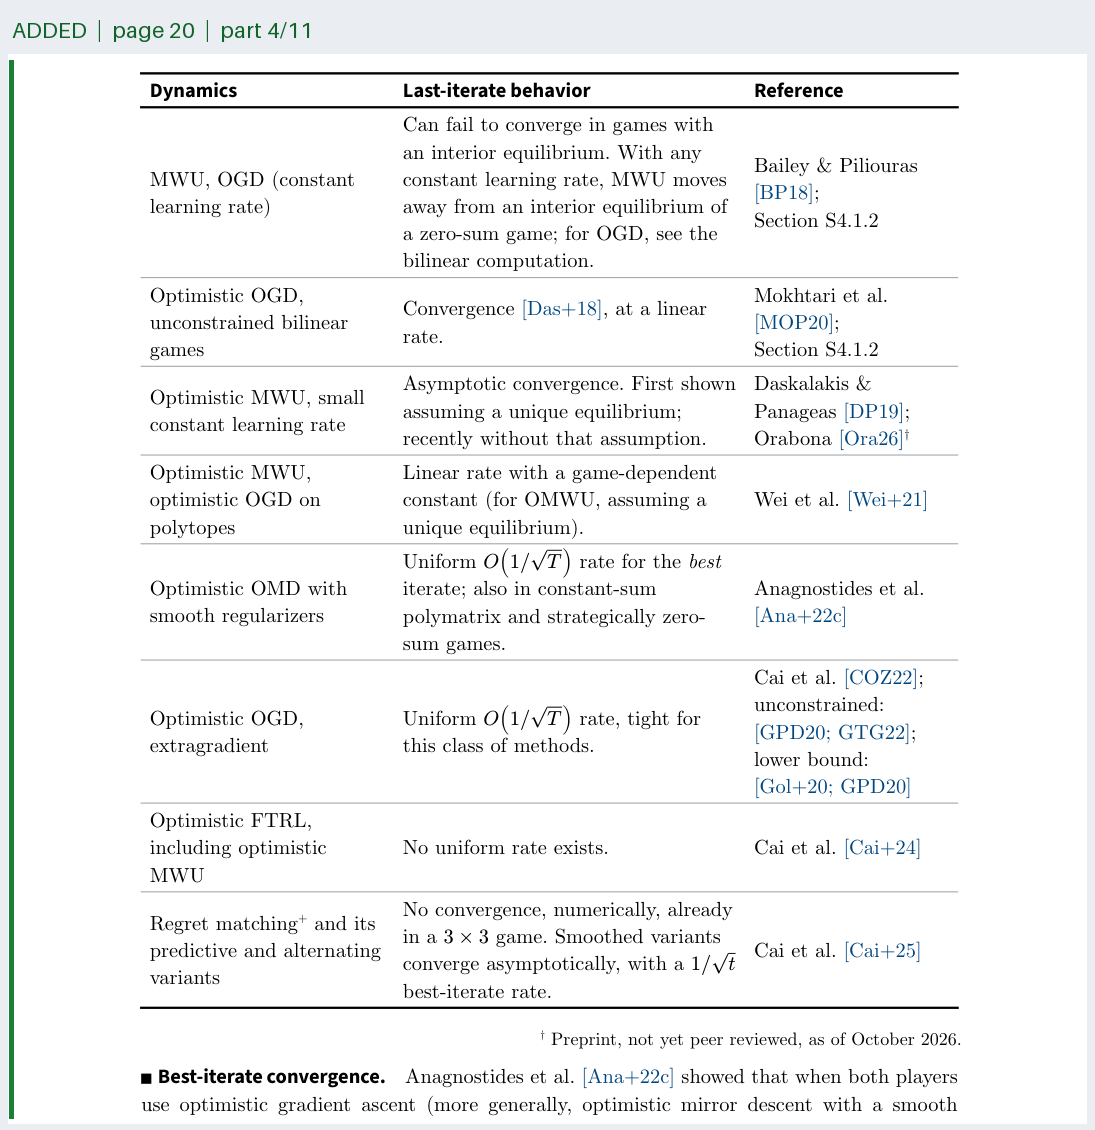 ADDED | page 20 | part 4/11
Dynamics Last-iterate behavior Reference
MWU, OGD (constant
learning rate)
Can fail to converge in games with
an interior equilibrium. With any
constant learning rate, MWU moves
away from an interior equilibrium of
a zero-sum game; for OGD, see the
bilinear computation.
Bailey & Piliouras
[BP18];
Section S4.1.2
Optimistic OGD,
unconstrained bilinear
games
Convergence [Das+18], at a linear
rate.
Mokhtari et al.
[MOP20];
Section S4.1.2
Optimistic MWU, small
constant learning rate
Asymptotic convergence. First shown
assuming a unique equilibrium;
recently without that assumption.
Daskalakis &
Panageas [DP19];
Orabona [Ora26]†
Optimistic MWU,
optimistic OGD on
polytopes
Linear rate with a game-dependent
constant (for OMWU, assuming a
unique equilibrium).
Wei et al. [Wei+21]
Optimistic OMD with
smooth regularizers
Uniform O(1/√T) rate for the best
iterate; also in constant-sum
polymatrix and strategically zero-
sum games.
Anagnostides et al.
[Ana+22c]
Optimistic OGD,
extragradient
Uniform O(1/√T) rate, tight for
this class of methods.
Cai et al. [COZ22];
unconstrained:
[GPD20; GTG22];
lower bound:
[Gol+20; GPD20]
Optimistic FTRL,
including optimistic
MWU
No uniform rate exists.
Cai et al. [Cai+24]
Regret matching⁺ and its
predictive and alternating
variants
No convergence, numerically, already
in a 3 × 3 game. Smoothed variants
converge asymptotically, with a 1/√t
best-iterate rate.
Cai et al. [Cai+25]
† Preprint, not yet peer reviewed, as of October 2026.
■ Best-iterate convergence. Anagnostides et al. [Ana+22c] showed that when both players
use optimistic gradient ascent (more generally, optimistic mirror descent with a smooth